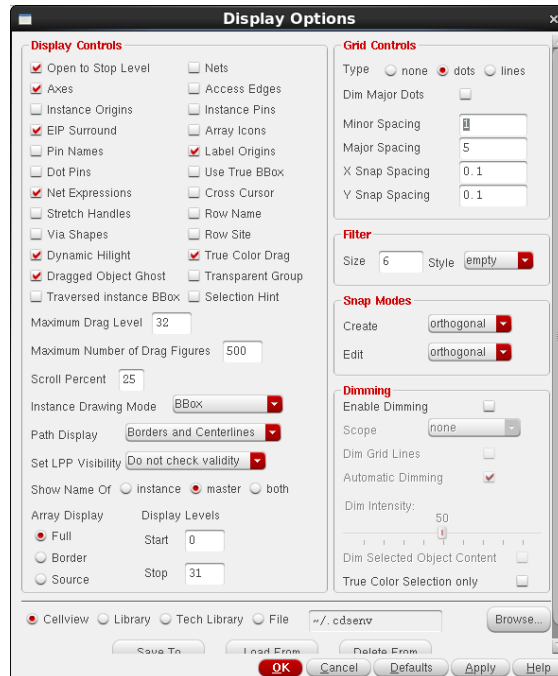 Display Options
Display Controls
Open to Stop Level
Nets
Axes
Access Edges
Instance Origins
Instance Pins
EIP Surround
Array Icons
Pin Names
Label Origins
Dot Pins
Use True BBox
Net Expressions
Cross Cursor
Stretch Handles
Row Name
Via Shapes
Row Site
Dynamic Hilight
True Color Drag
Dragged Object Ghost
Transparent Group
Traversed instance BBox
Selection Hint
Maximum Drag Level 32
Maximum Number of Drag Figures 500
Scroll Percent 25
Instance Drawing Mode BBox
Path Display Borders and Centerlines
Set LPP Visibility Do not check validity
Show Name Of instance master both
Array Display
Full
Border
Source
Display Levels
Start 0
Stop 31
Grid Controls
Type none dots lines
Dim Major Dots
Minor Spacing 1
Major Spacing 5
X Snap Spacing 0.1
Y Snap Spacing 0.1
Filter
Size 6 Style empty
Snap Modes
Create orthogonal
Edit orthogonal
Dimming
Enable Dimming
Scope none
Dim Grid Lines
Automatic Dimming
Dim Intensity:
50
Dim Selected Object Content
True Color Selection only
Cellview Library Tech Library File ~/.cdsenv Browse...
Save To Load From Delete From
OK Cancel Defaults Apply Help